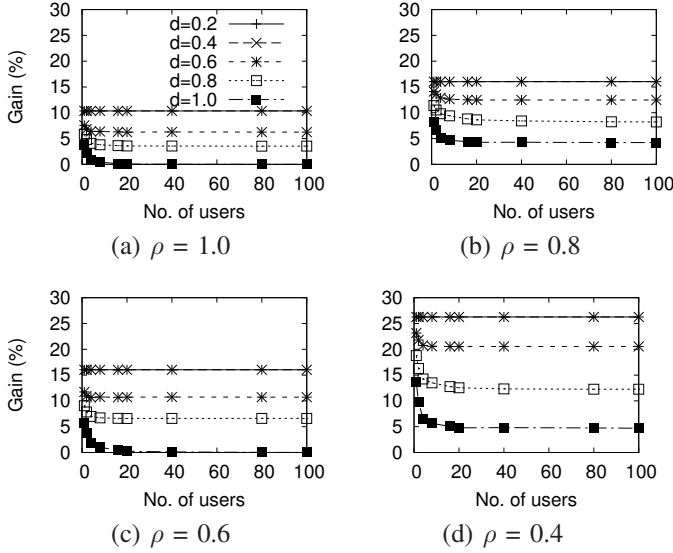 Gain (%)
30
25
20
15
10
5
0
d=0.2
d=0.4
d=0.6
d=0.8
d=1.0
0 20 40 60 80 100
No. of users
(a) ρ = 1.0
30
25
20
15
10
5
0
0 20 40 60 80 100
No. of users
(b) ρ = 0.8
Gain (%)
30
25
20
15
10
5
0
0 20 40 60 80 100
No. of users
(c) ρ = 0.6
30
25
20
15
10
5
0
0 20 40 60 80 100
No. of users
(d) ρ = 0.4